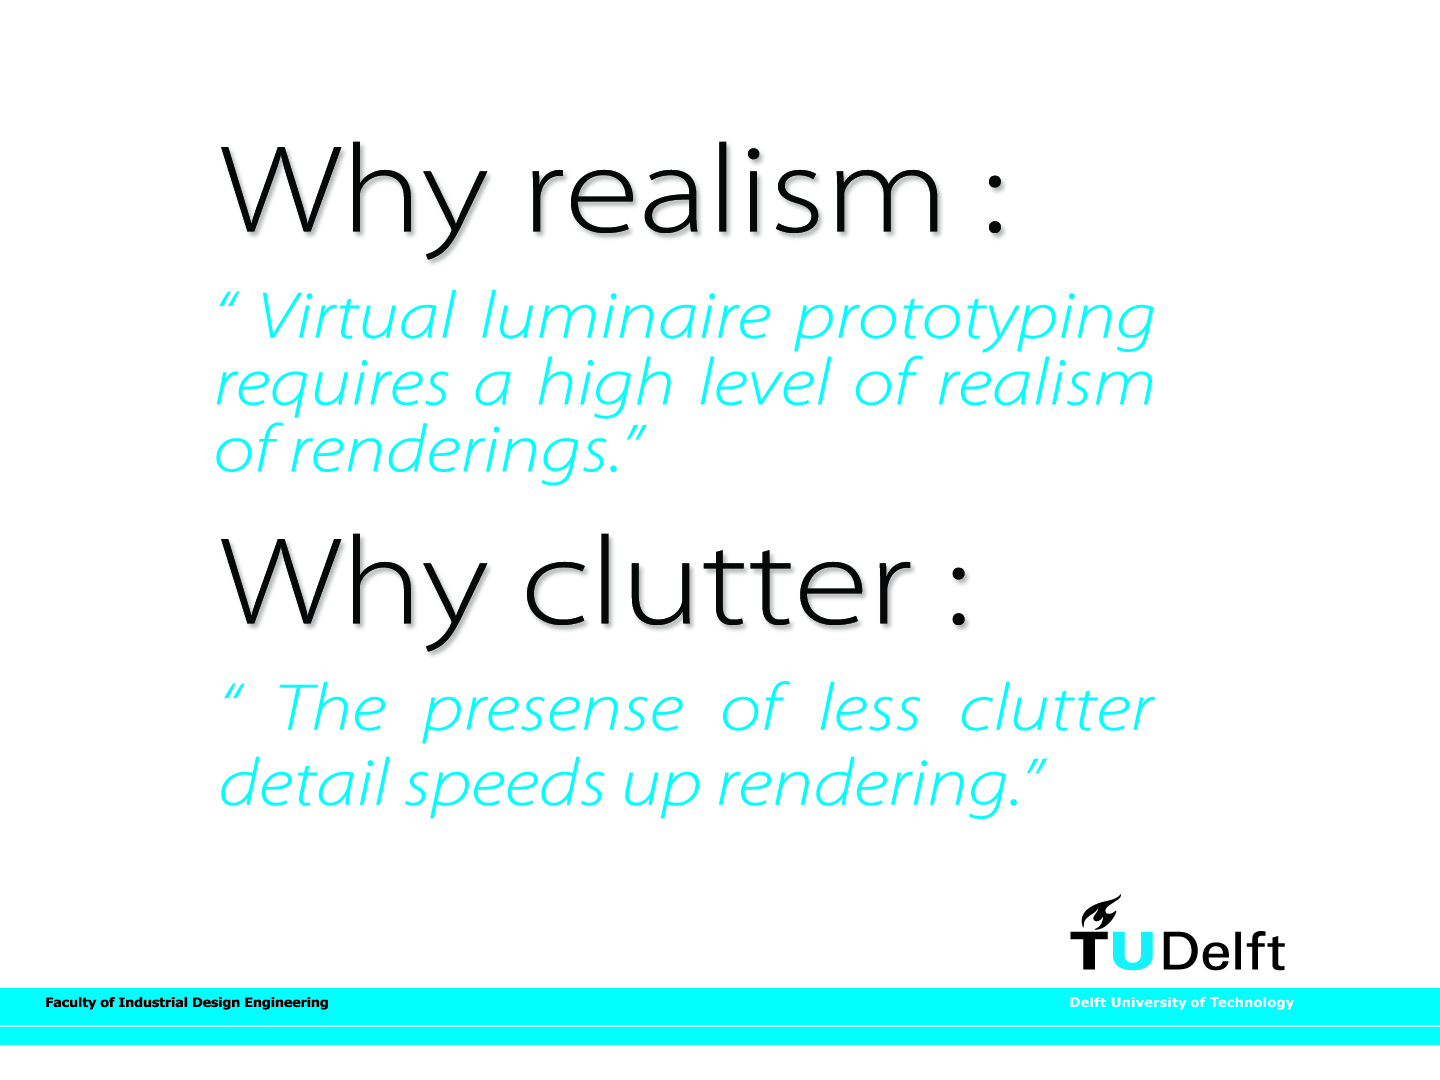 Why realism :
“ Virtual luminaire prototyping
requires a high level of realism
of renderings.”
Why clutter :
“ The presense of less clutter
detail speeds up rendering.”
TUDelft
Faculty of Industrial Design Engineering
Delft University of Technology